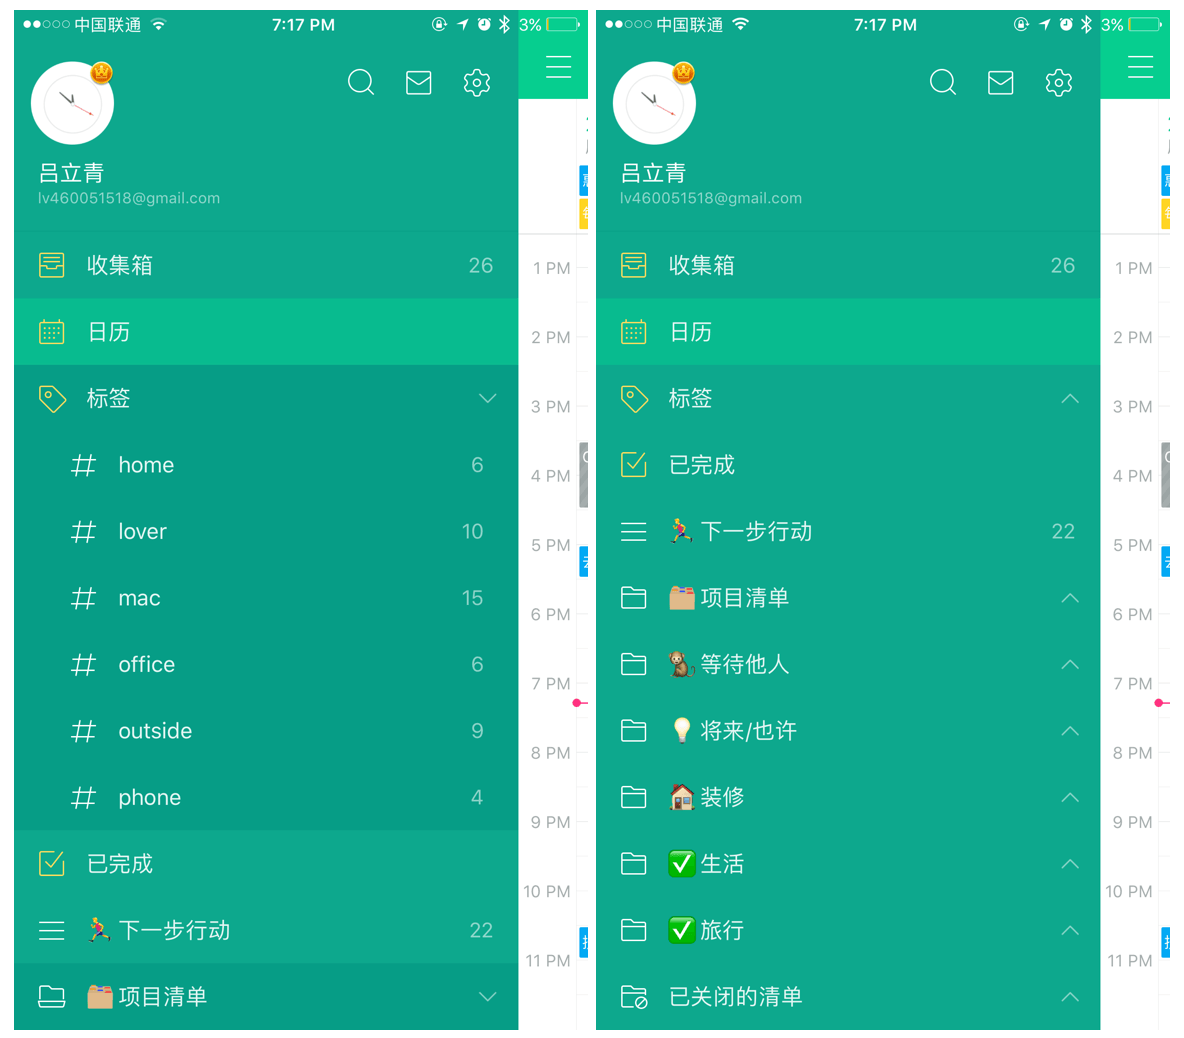 中国联通 7:17 PM 3%
吕立青
lv460051518@gmail.com
收集箱 26
日历
标签
# home 6
# lover 10
# mac 15
# office 6
# outside 9
# phone 4
已完成
下一步行动 22
项目清单
1 PM
2 PM
3 PM
4 PM
5 PM
6 PM
7 PM
8 PM
9 PM
10 PM
11 PM
中国联通 7:17 PM 3%
吕立青
lv460051518@gmail.com
收集箱 26
日历
标签
已完成
下一步行动 22
项目清单
等待他人
将来/也许
装修
生活
旅行
已关闭的清单
1 PM
2 PM
3 PM
4 PM
5 PM
6 PM
7 PM
8 PM
9 PM
10 PM
11 PM